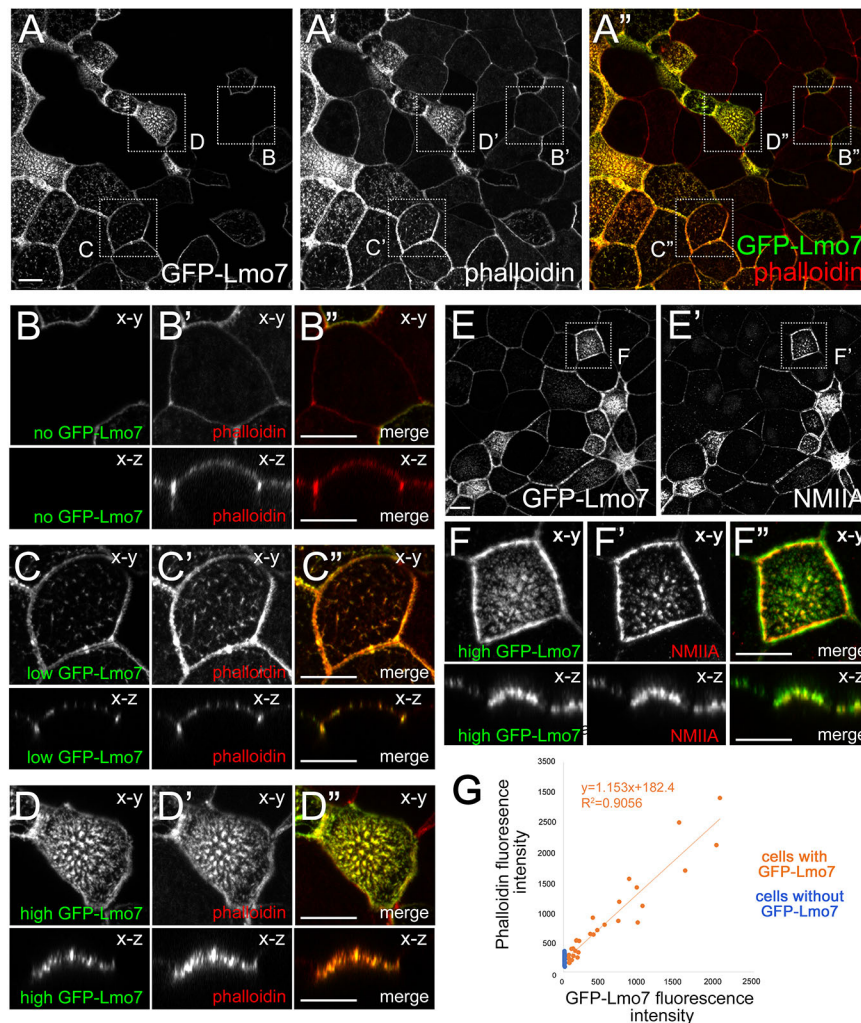 A
D
B
C
GFP-Lmo7
A'
D'
B'
C'
phalloidin
A"
D"
B"
C"
GFP-Lmo7
phalloidin
B
x-y
no GFP-Lmo7
B'
x-y
phalloidin
B"
x-y
merge
x-z
no GFP-Lmo7
x-z
phalloidin
x-z
merge
C
x-y
low GFP-Lmo7
C'
x-y
phalloidin
C"
x-y
merge
x-z
low GFP-Lmo7
x-z
phalloidin
x-z
merge
D
x-y
high GFP-Lmo7
D'
x-y
phalloidin
D"
x-y
merge
x-z
high GFP-Lmo7
x-z
phalloidin
x-z
merge
E
F
GFP-Lmo7
E'
F'
NMIIA
F
x-y
high GFP-Lmo7
F'
x-y
NMIIA
F"
x-y
merge
x-z
high GFP-Lmo7
x-z
NMIIA
x-z
merge
G
y=1.153x+182.4
R²=0.9056
Phalloidin fluoresence
intensity
3500
3500
2500
2000
1500
1000
500
0
0
500
1000
1500
2000
2500
GFP-Lmo7 fluorescence
intensity
cells with
GFP-Lmo7
cells without
GFP-Lmo7